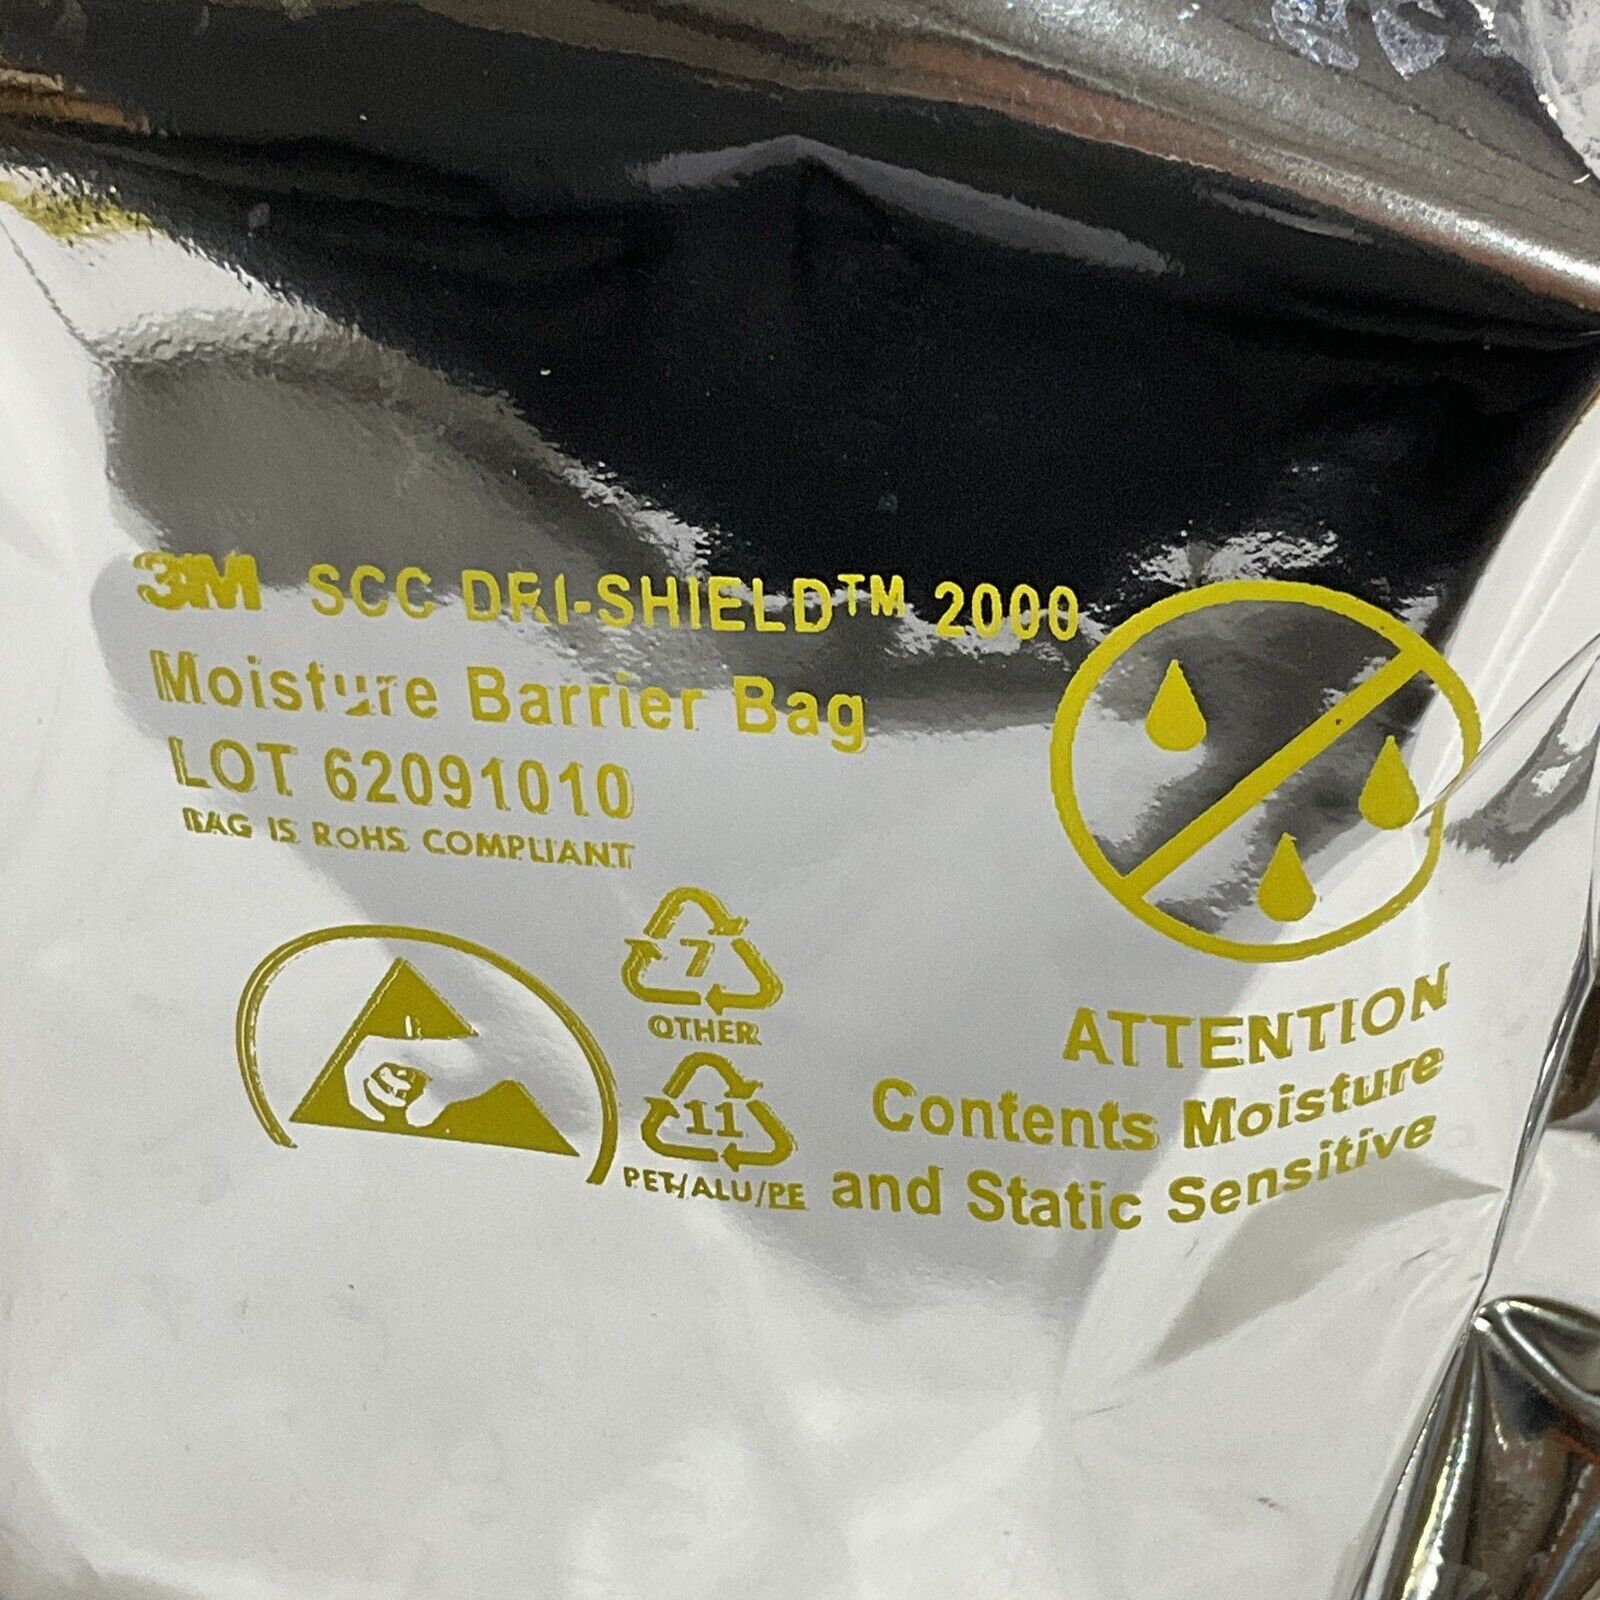 3M SCC DRI-SHIELD™ 2000
Moisture Barrier Bag
LOT 62091010
BAG IS ROHS COMPLIANT
7
OTHER
11
PET/ALU/PE
ATTENTION
Contents Moisture
and Static Sensitive